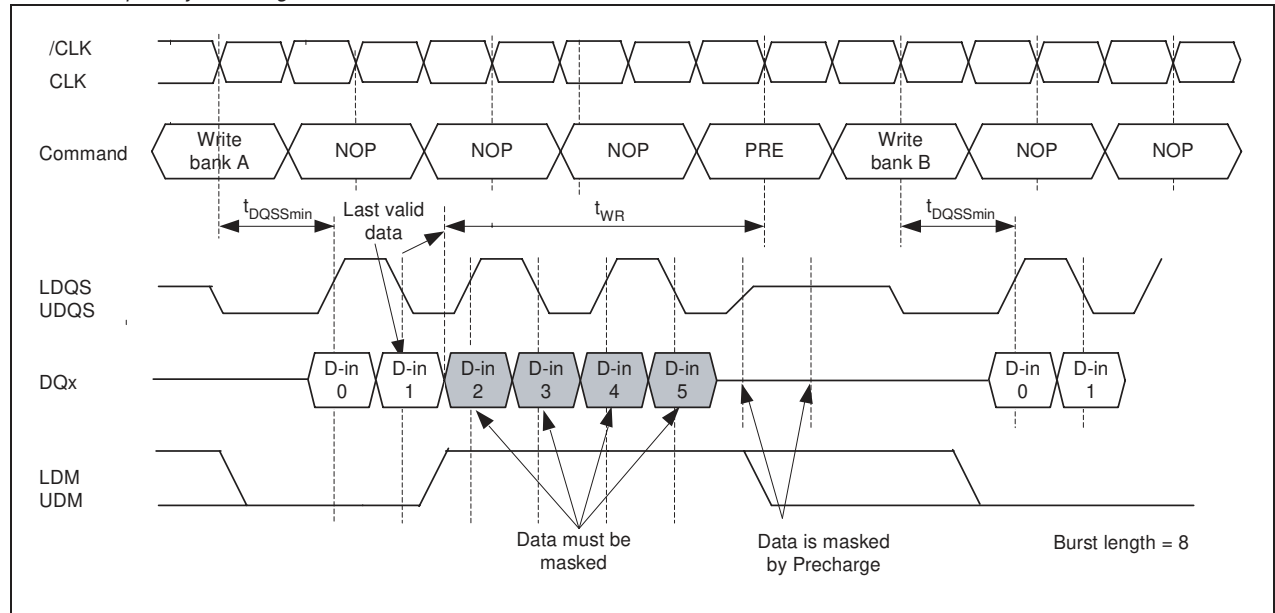 /CLK
CLK
Command
Write
bank A
NOP
NOP
NOP
PRE
Write
bank B
NOP
NOP
tDQSSmin
Last valid
data
tWR
tDQSSmin
LDQS
UDQS
DQx
D-in
0
D-in
1
D-in
2
D-in
3
D-in
4
D-in
5
D-in
0
D-in
1
LDM
UDM
Data must be
masked
Data is masked
by Precharge
Burst length = 8